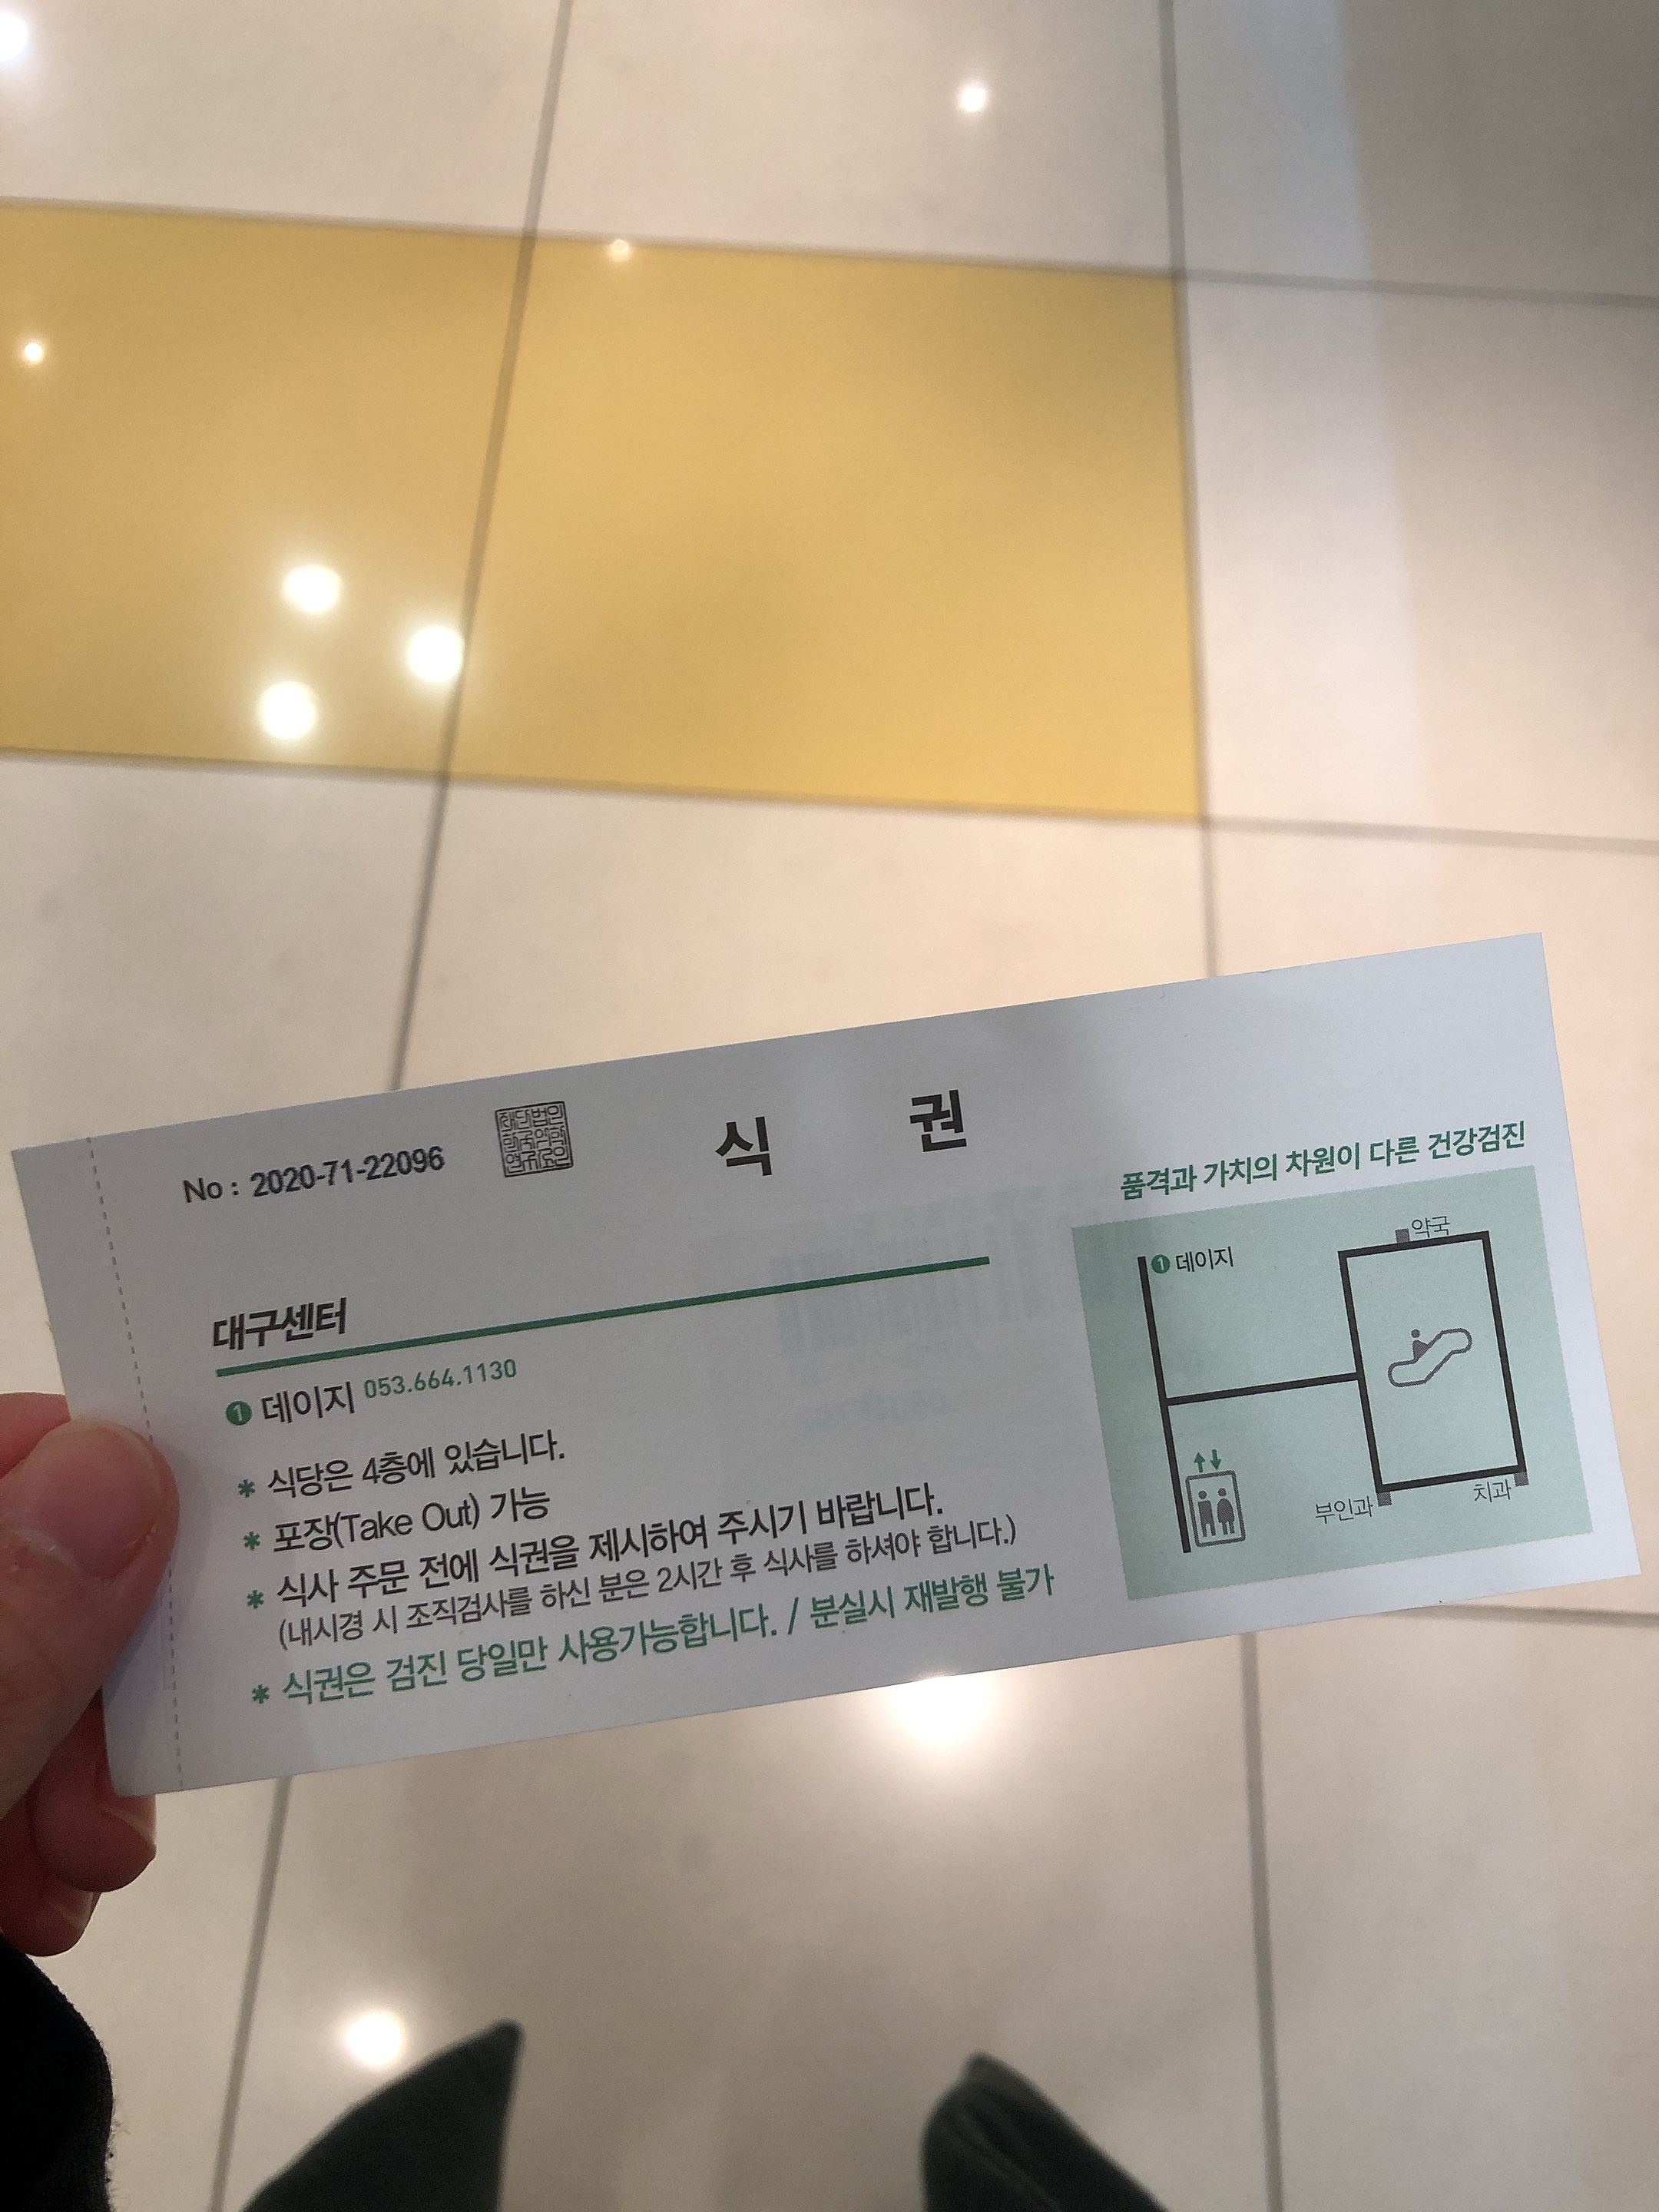 No : 2020-71-22096
식 권
대구센터
❶ 데이지 053.664.1130
* 식당은 4층에 있습니다.
* 포장(Take Out) 가능
* 식사 주문 전에 식권을 제시하여 주시기 바랍니다.
(내시경 시 조직검사를 하신 분은 2시간 후 식사를 하셔야 합니다.)
* 식권은 검진 당일만 사용가능합니다. / 분실시 재발행 불가
품격과 가치의 차원이 다른 건강검진
❶ 데이지
약국
부인과
치과